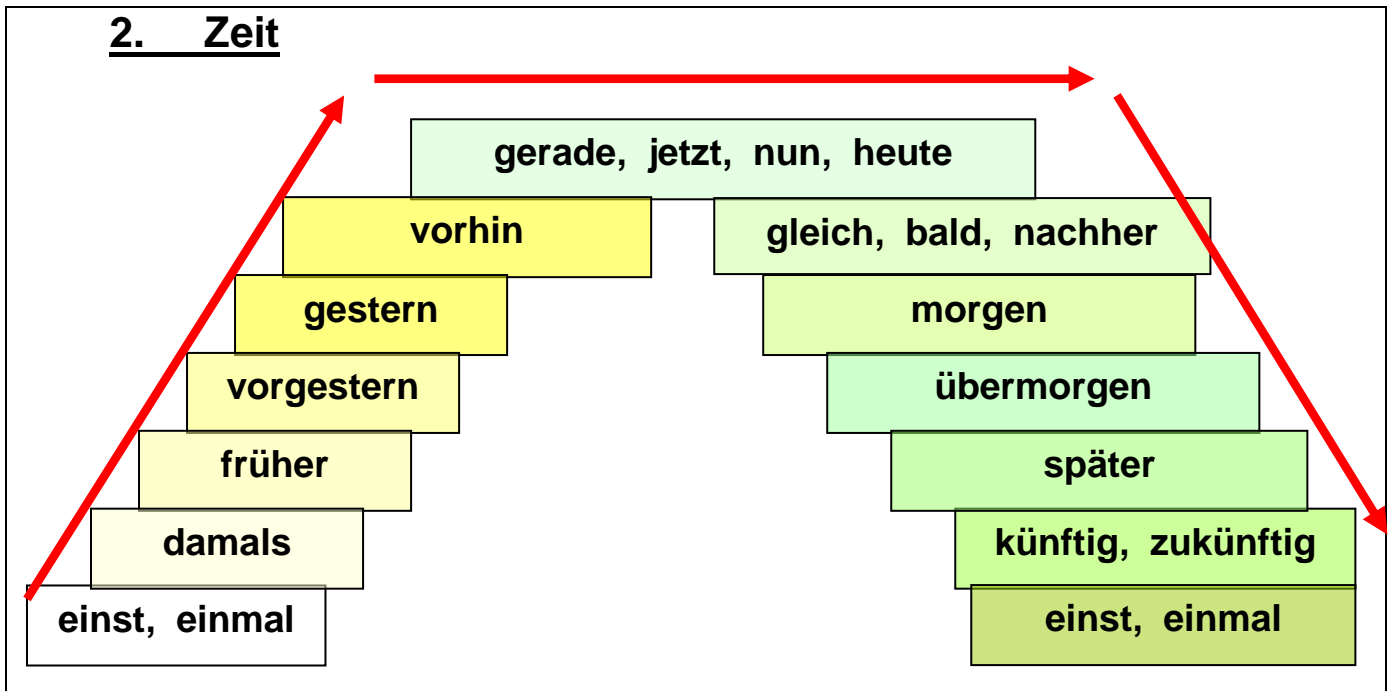 2. Zeit
gerade, jetzt, nun, heute
vorhin
gleich, bald, nachher
gestern
morgen
vorgestern
übermorgen
früher
später
damals
künftig, zukünftig
einst, einmal
einst, einmal